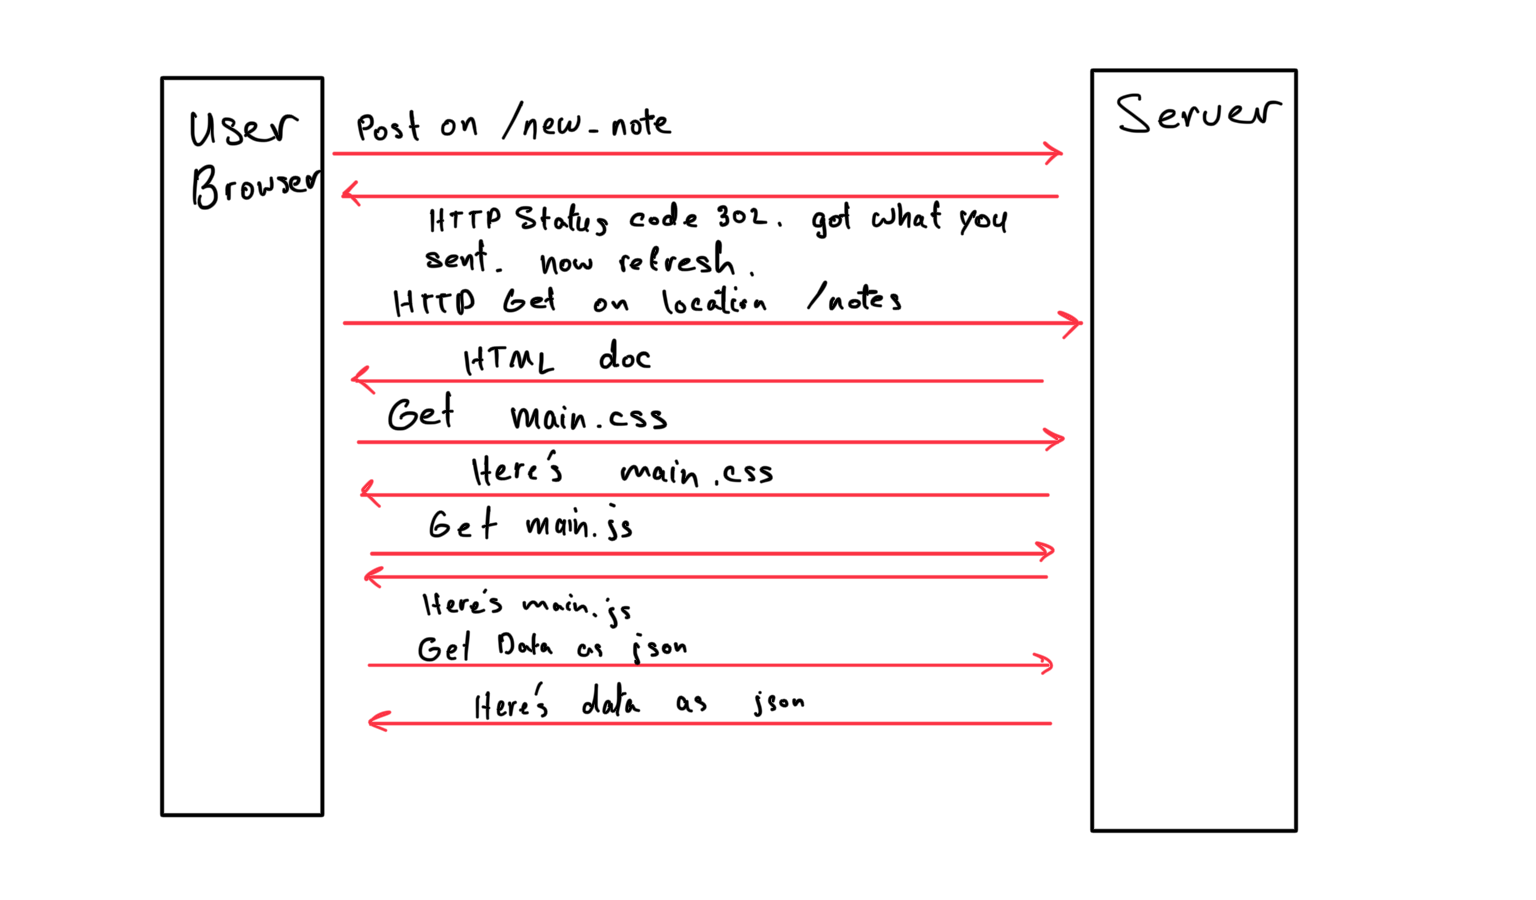 User
Browser
Server
Post on /new_note
HTTP Status code 302. got what you
sent. now refresh.
HTTP Get on location /notes
HTML doc
Get main.css
Here's main.css
Get main.js
Here's main.js
Get Data as json
Here's data as json